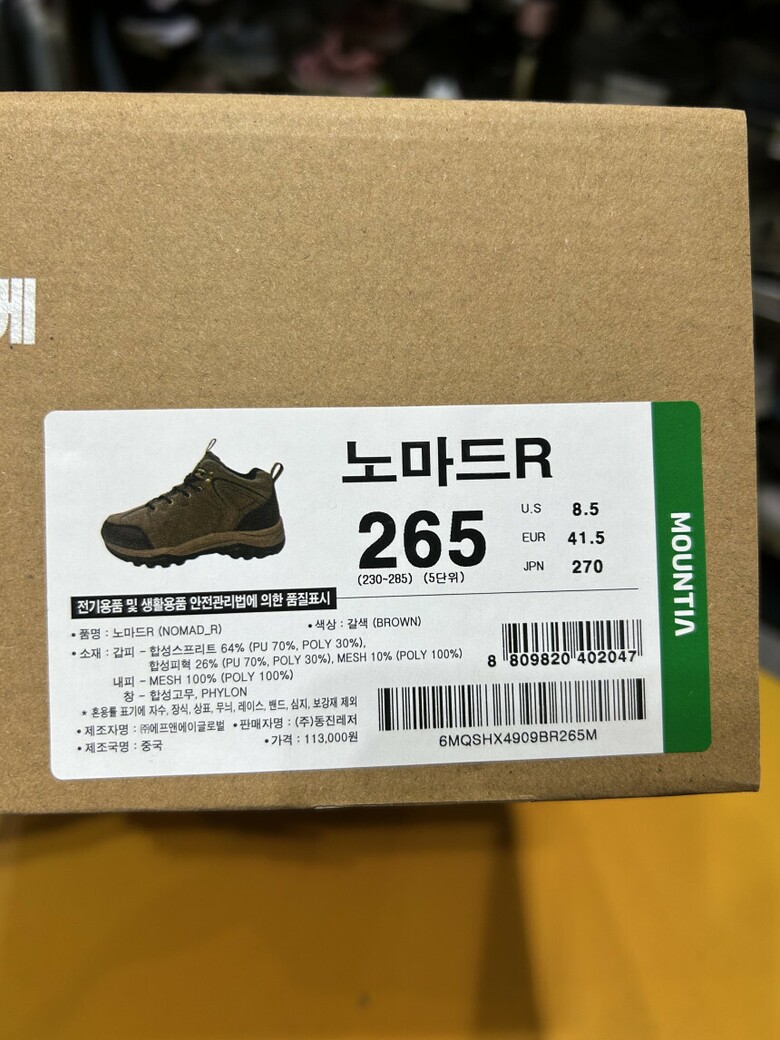 에
노마드R
265
(230~285) (5단위)
U.S 8.5
EUR 41.5
JPN 270
MOUNTIA
전기용품 및 생활용품 안전관리법에 의한 품질표시
• 품명 : 노마드R (NOMAD_R) • 색상 : 갈색 (BROWN)
• 소재 : 갑피 - 합성스프리트 64% (PU 70%, POLY 30%),
합성피혁 26% (PU 70%, POLY 30%), MESH 10% (POLY 100%)
내피 - MESH 100% (POLY 100%)
창 - 합성고무, PHYLON
* 혼용률 표기에 자수, 장식, 상표, 무늬, 레이스, 밴드, 심지, 보강재 제외
• 제조자명 : ㈜에프앤에이글로벌 • 판매자명 : (주)동진레저
• 제조국명 : 중국 • 가격 : 113,000원
8 809820 402047
6MQSHX4909BR265M